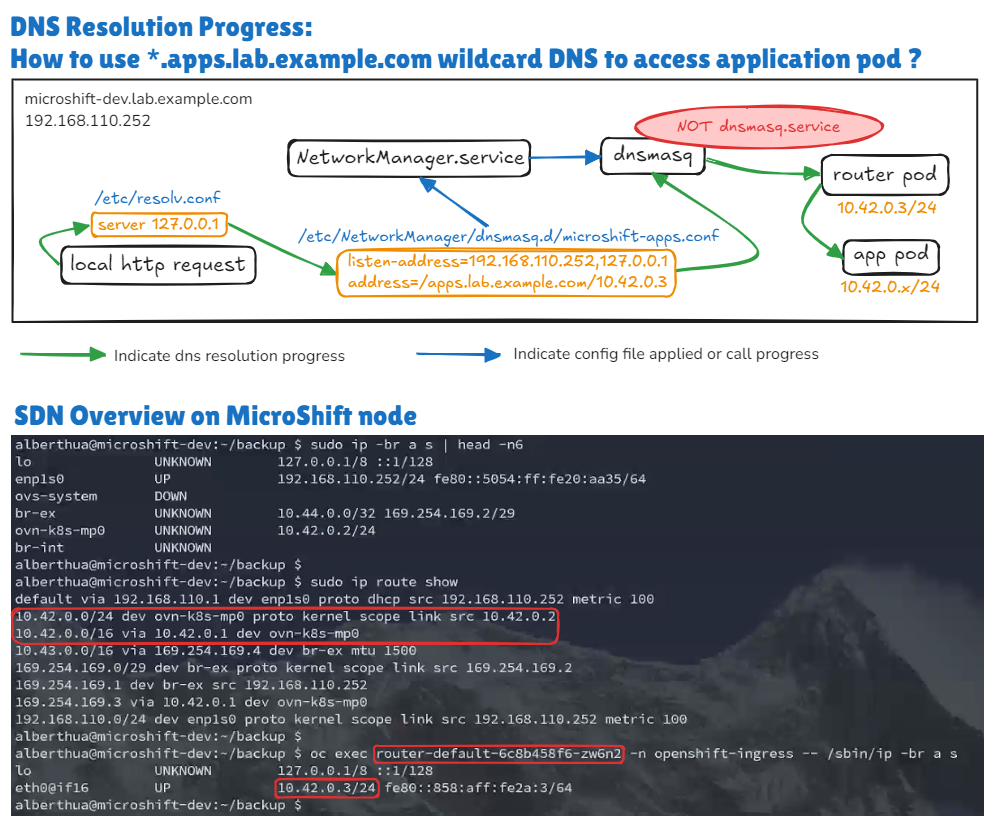 DNS Resolution Progress:
How to use *.apps.lab.example.com wildcard DNS to access application pod ?
microshift-dev.lab.example.com
192.168.110.252
NOT dnsmasq.service
NetworkManager.service
dnsmasq
router pod
10.42.0.3/24
/etc/resolv.conf
server 127.0.0.1
local http request
/etc/NetworkManager/dnsmasq.d/microshift-apps.conf
listen-address=192.168.110.252,127.0.0.1
address=/apps.lab.example.com/10.42.0.3
app pod
10.42.0.x/24
Indicate dns resolution progress
Indicate config file applied or call progress
SDN Overview on MicroShift node
alberthua@microshift-dev:~/backup $ sudo ip -br a s | head -n6
lo UNKNOWN 127.0.0.1/8 ::1/128
enp1s0 UP 192.168.110.252/24 fe80::5054:ff:fe20:aa35/64
ovs-system DOWN
br-ex UNKNOWN 10.44.0.0/32 169.254.169.2/29
ovn-k8s-mp0 UNKNOWN 10.42.0.2/24
br-int UNKNOWN
alberthua@microshift-dev:~/backup $
alberthua@microshift-dev:~/backup $ sudo ip route show
default via 192.168.110.1 dev enp1s0 proto dhcp src 192.168.110.252 metric 100
10.42.0.0/24 dev ovn-k8s-mp0 proto kernel scope link src 10.42.0.2
10.42.0.0/16 via 10.42.0.1 dev ovn-k8s-mp0
10.43.0.0/16 via 169.254.169.4 dev br-ex mtu 1500
169.254.169.0/29 dev br-ex proto kernel scope link src 169.254.169.2
169.254.169.1 dev br-ex src 192.168.110.252
169.254.169.3 via 10.42.0.1 dev ovn-k8s-mp0
192.168.110.0/24 dev enp1s0 proto kernel scope link src 192.168.110.252 metric 100
alberthua@microshift-dev:~/backup $
alberthua@microshift-dev:~/backup $ oc exec router-default-6c8b458f6-zw6n2 -n openshift-ingress -- /sbin/ip -br a s
lo UNKNOWN 127.0.0.1/8 ::1/128
eth0@if16 UP 10.42.0.3/24 fe80::858:aff:fe2a:3/64
alberthua@microshift-dev:~/backup $